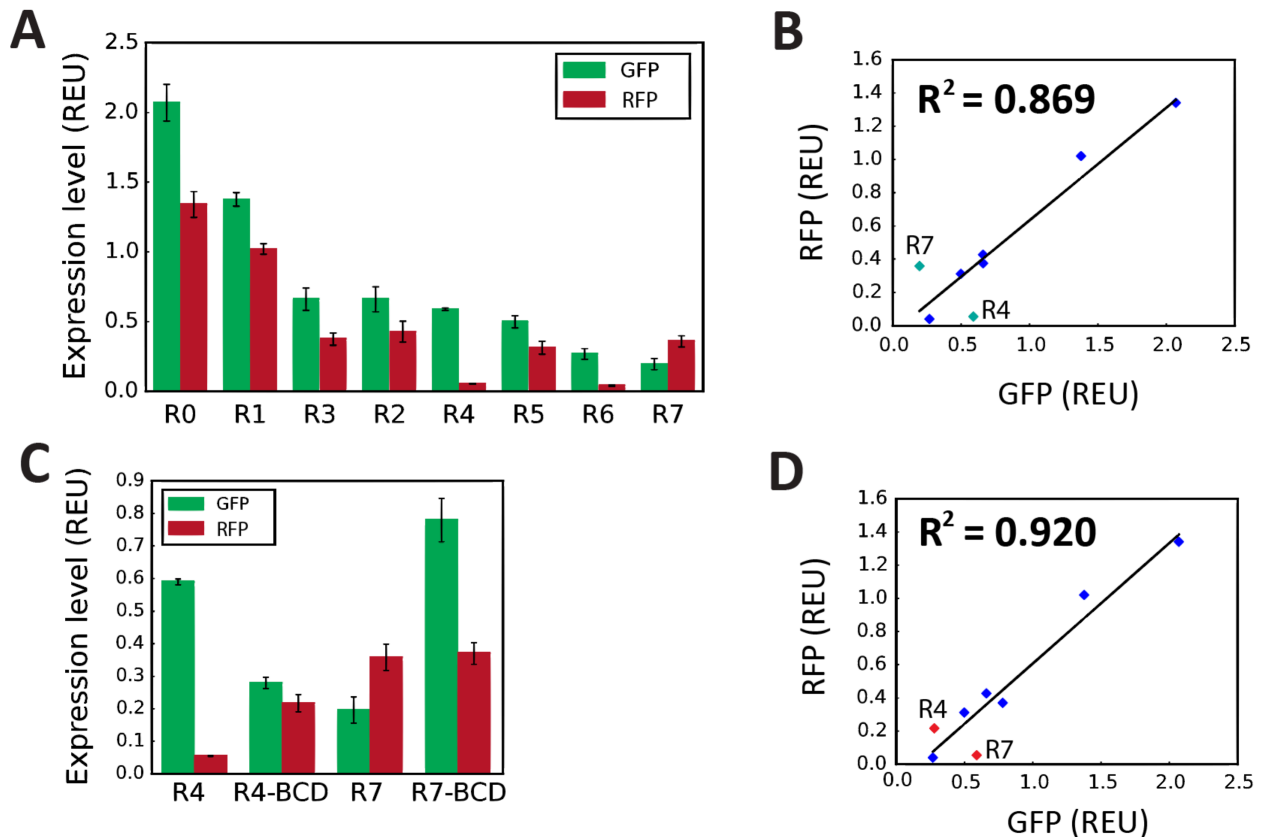 A
Expression level (REU)
2.5
2.0
1.5
1.0
0.5
0.0
GFP
RFP
R0 R1 R3 R2 R4 R5 R6 R7
B
RFP (REU)
1.6
1.4
1.2
1.0
0.8
0.6
0.4
0.2
0.0
R² = 0.869
R7
R4
0.0 0.5 1.0 1.5 2.0 2.5
GFP (REU)
C
Expression level (REU)
0.9
0.8
0.7
0.6
0.5
0.4
0.3
0.2
0.1
0.0
GFP
RFP
R4 R4-BCD R7 R7-BCD
D
RFP (REU)
1.6
1.4
1.2
1.0
0.8
0.6
0.4
0.2
0.0
R² = 0.920
R4
R7
0.0 0.5 1.0 1.5 2.0 2.5
GFP (REU)